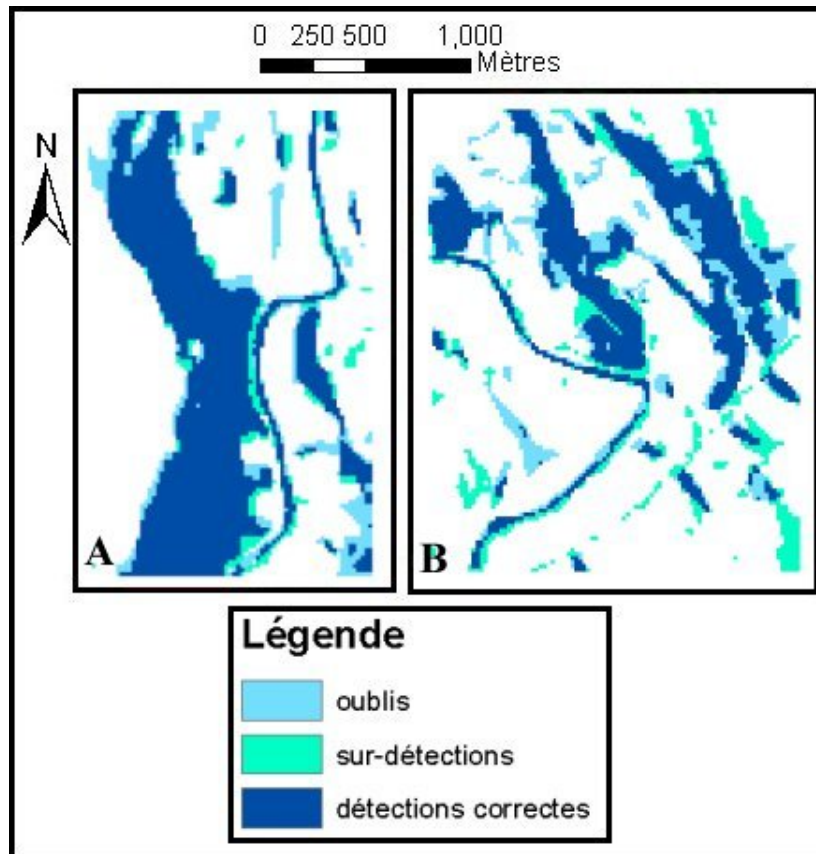 0 250 500 1,000
Mètres
N
A
B
Légende
oublis
sur-détections
détections correctes